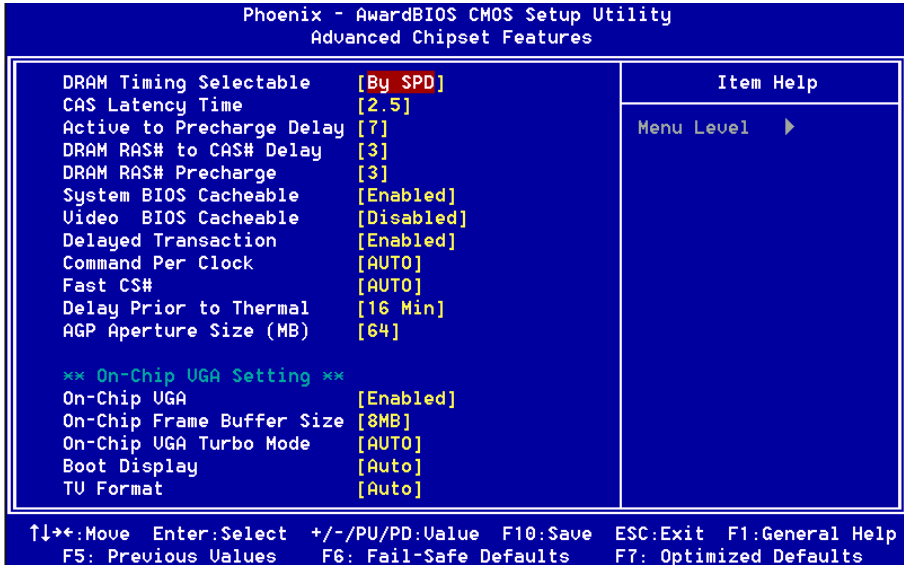 Phoenix - AwardBIOS CMOS Setup Utility
Advanced Chipset Features
DRAM Timing Selectable [By SPD]
CAS Latency Time [2.5]
Active to Precharge Delay [7]
DRAM RAS# to CAS# Delay [3]
DRAM RAS# Precharge [3]
System BIOS Cacheable [Enabled]
Video BIOS Cacheable [Disabled]
Delayed Transaction [Enabled]
Command Per Clock [AUTO]
Fast CS# [AUTO]
Delay Prior to Thermal [16 Min]
AGP Aperture Size (MB) [64]
** On-Chip VGA Setting **
On-Chip VGA [Enabled]
On-Chip Frame Buffer Size [8MB]
On-Chip VGA Turbo Mode [AUTO]
Boot Display [Auto]
TV Format [Auto]
Item Help
Menu Level ▶
↑↓→←:Move Enter:Select +/-/PU/PD:Value F10:Save ESC:Exit F1:General Help
F5: Previous Values F6: Fail-Safe Defaults F7: Optimized Defaults